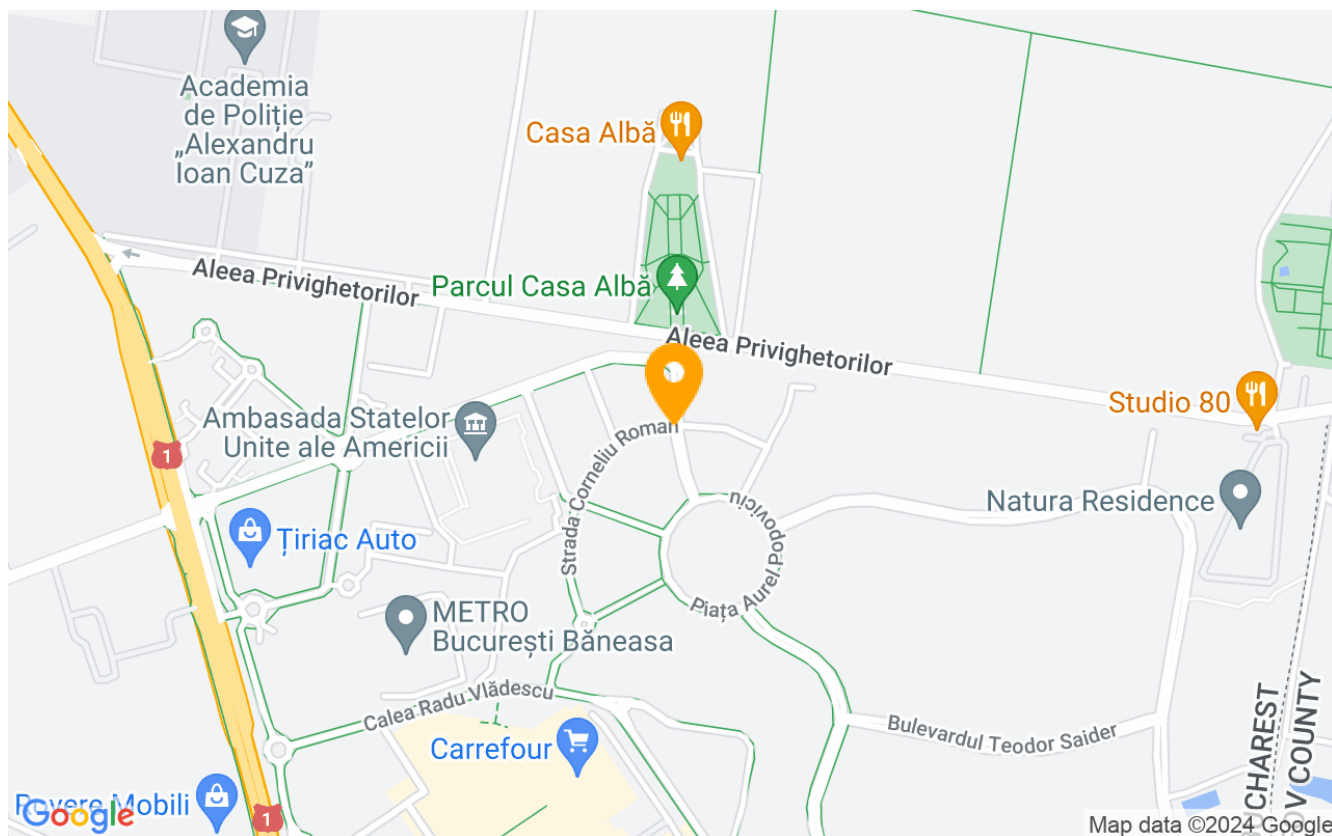 Academia
de Poliție
„Alexandru
Ioan Cuza”
Casa Albă
Aleea Privighetorilor
Parcul Casa Albă
Aleea Privighetorilor
Ambasada Statelor
Unite ale Americii
Studio 80
1
Strada Corneliu Roman
Natura Residence
Țiriac Auto
Piața Aurel Popoviciu
METRO
București Băneasa
Calea Radu Vlădescu
Bulevardul Teodor Saider
Carrefour
Rovere Mobili
1
Google
Map data ©2024 Google